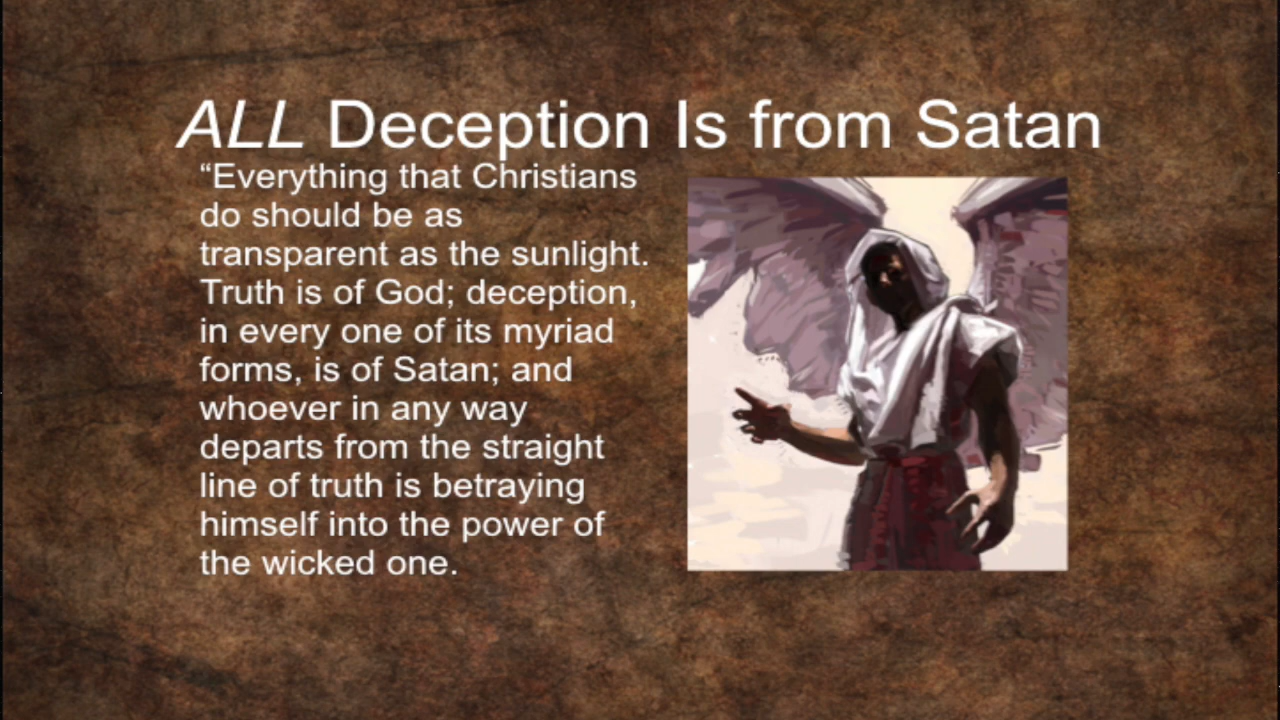 ALL Deception Is from Satan
“Everything that Christians
do should be as
transparent as the sunlight.
Truth is of God; deception,
in every one of its myriad
forms, is of Satan; and
whoever in any way
departs from the straight
line of truth is betraying
himself into the power of
the wicked one.